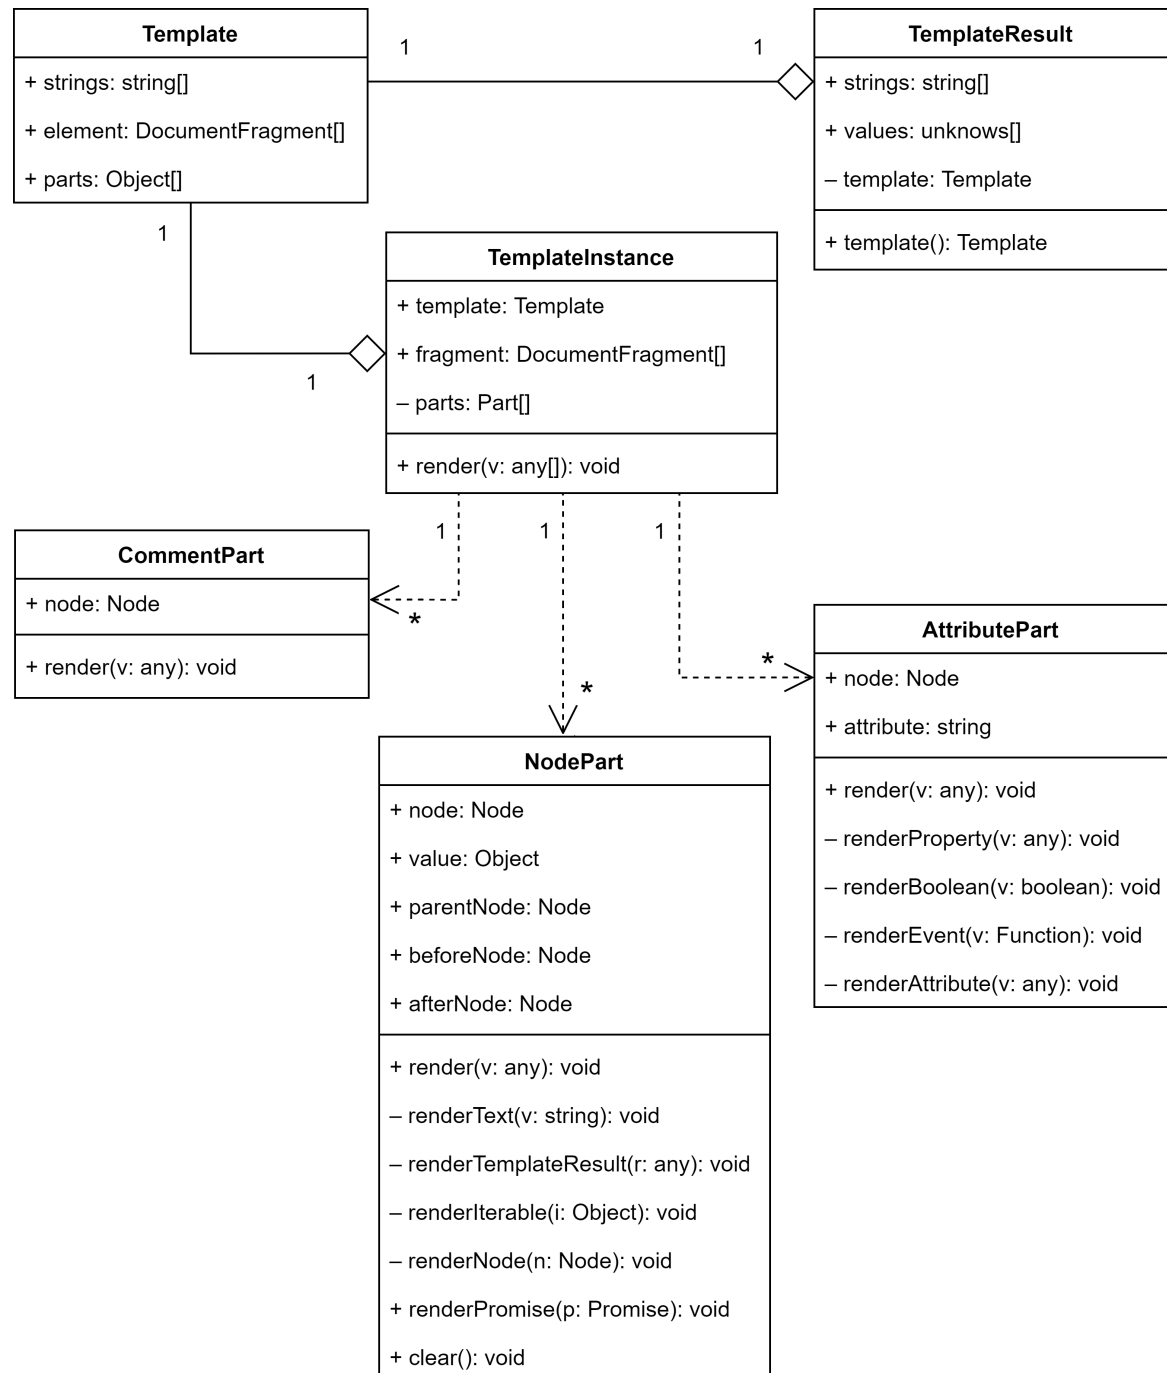 Template
+ strings: string[]
+ element: DocumentFragment[]
+ parts: Object[]
1
1
TemplateResult
+ strings: string[]
+ values: unknows[]
– template: Template
+ template(): Template
1
1
TemplateInstance
+ template: Template
+ fragment: DocumentFragment[]
– parts: Part[]
+ render(v: any[]): void
1
1
1
*
*
*
CommentPart
+ node: Node
+ render(v: any): void
AttributePart
+ node: Node
+ attribute: string
+ render(v: any): void
– renderProperty(v: any): void
– renderBoolean(v: boolean): void
– renderEvent(v: Function): void
– renderAttribute(v: any): void
NodePart
+ node: Node
+ value: Object
+ parentNode: Node
+ beforeNode: Node
+ afterNode: Node
+ render(v: any): void
– renderText(v: string): void
– renderTemplateResult(r: any): void
– renderIterable(i: Object): void
– renderNode(n: Node): void
+ renderPromise(p: Promise): void
+ clear(): void